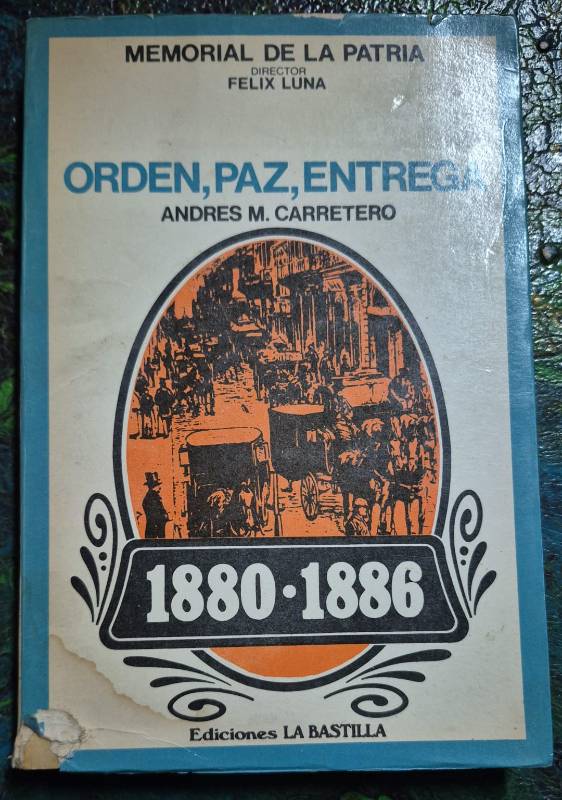 MEMORIAL DE LA PATRIA
DIRECTOR
FELIX LUNA
ORDEN, PAZ, ENTREGA
ANDRES M. CARRETERO
1880·1886
Ediciones LA BASTILLA